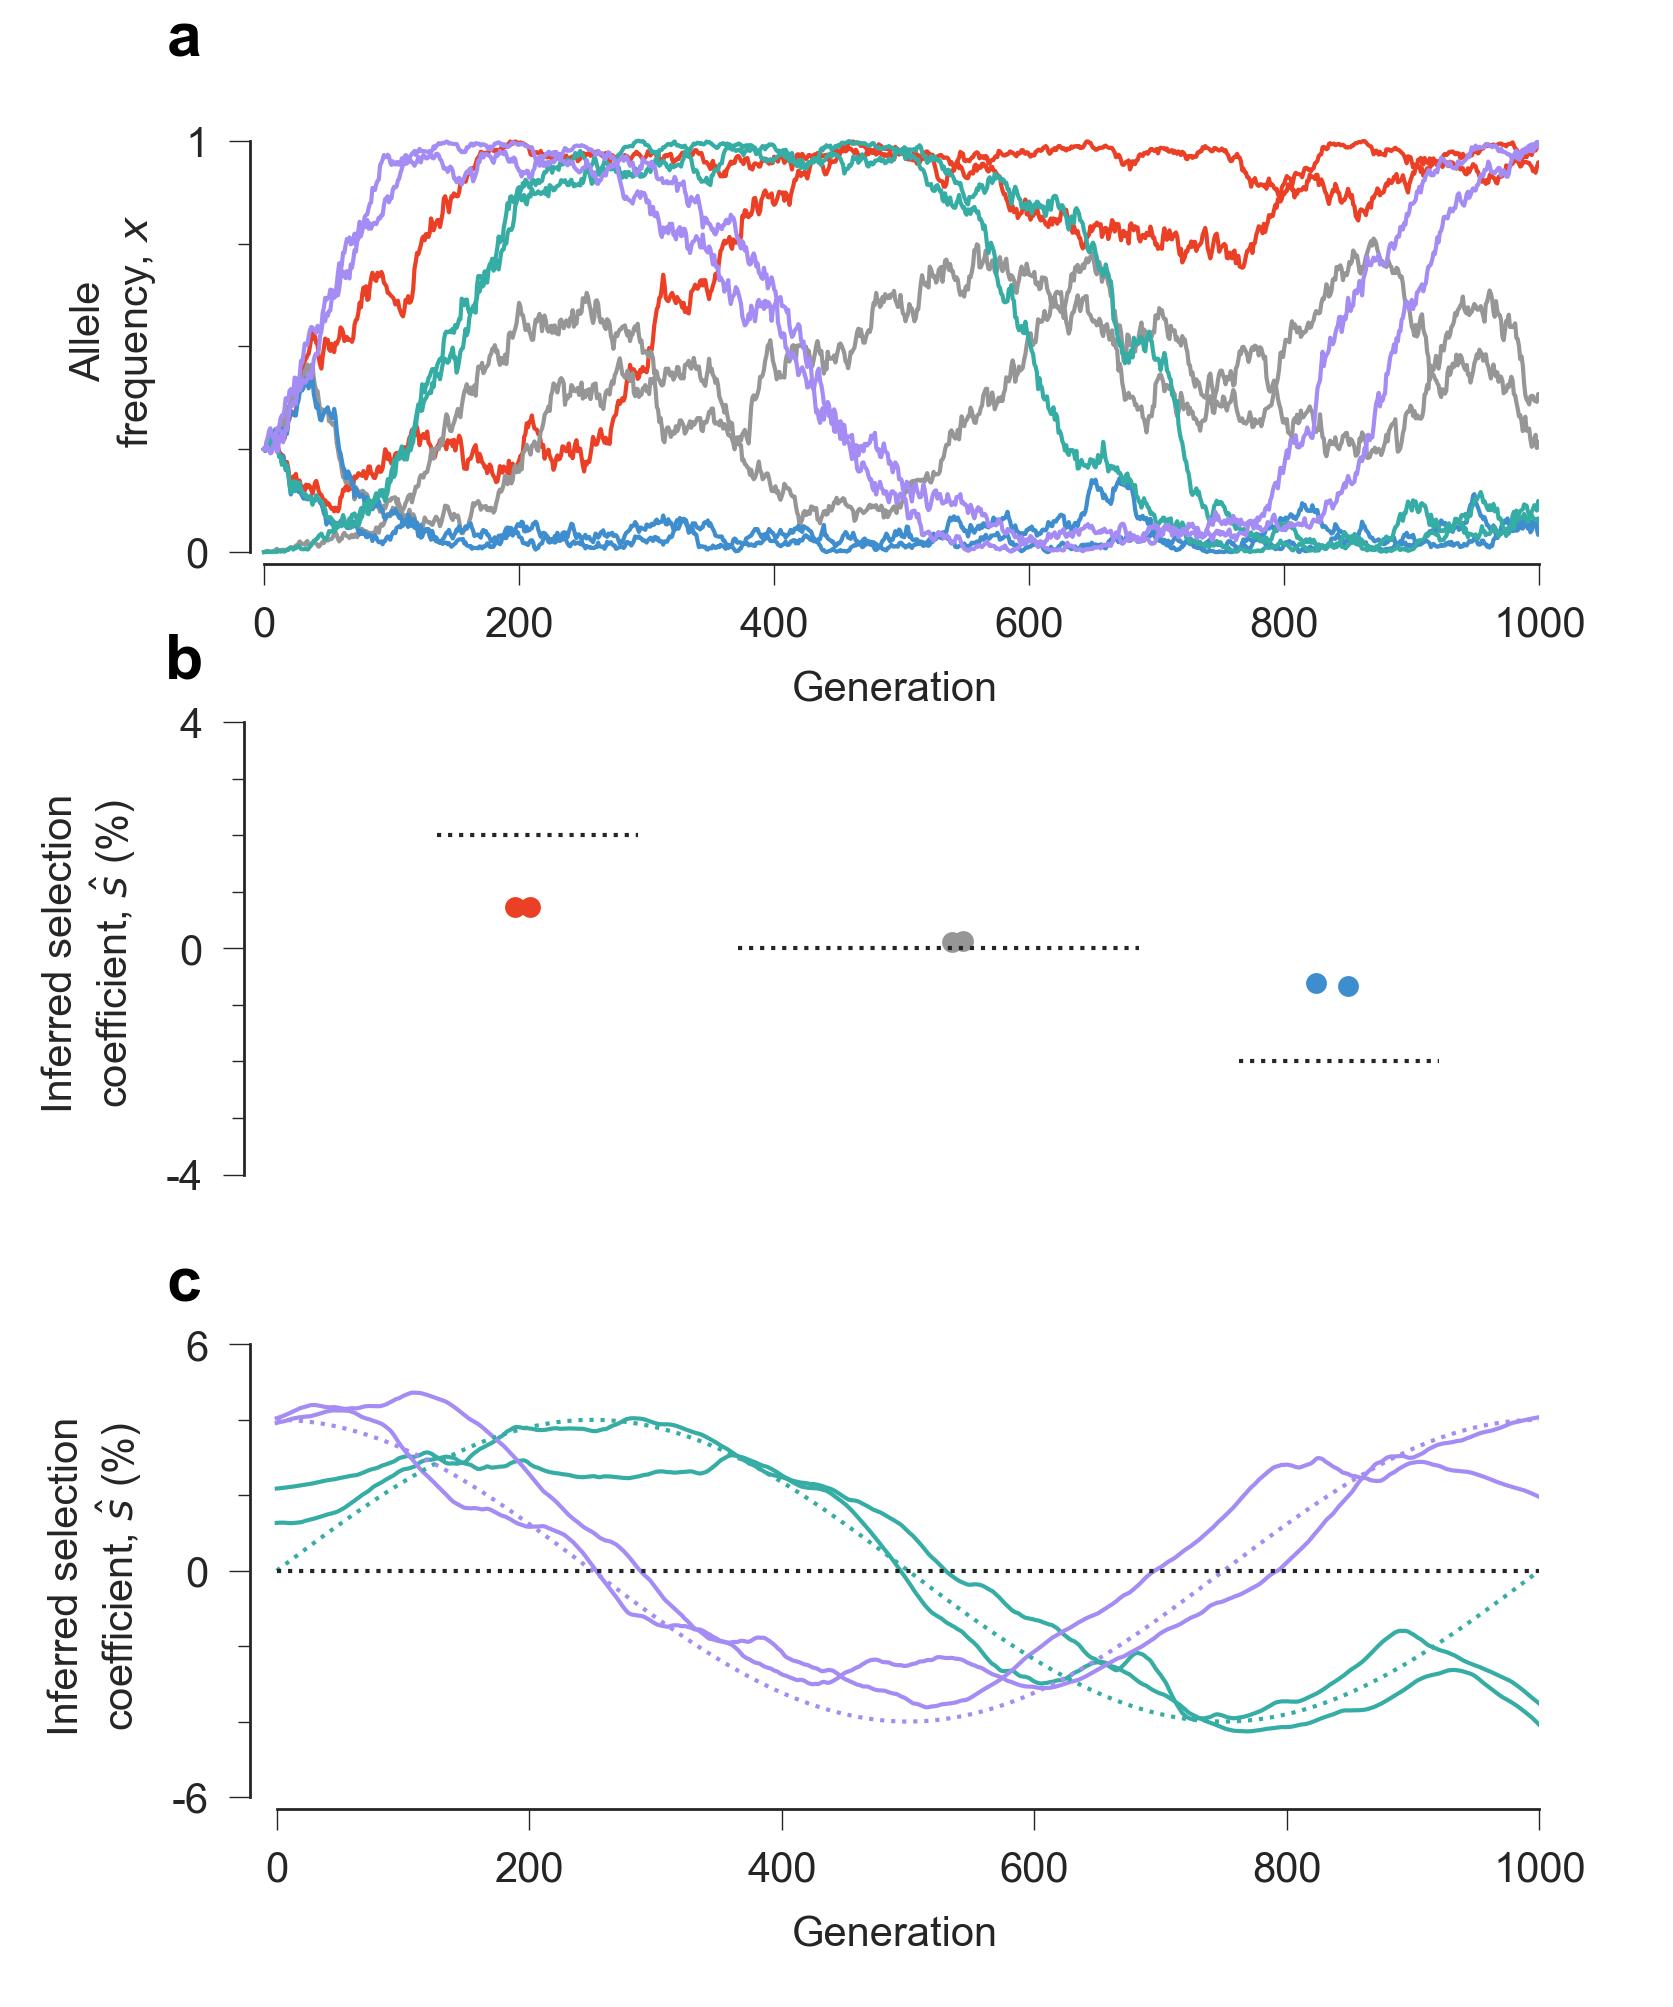 a
Allele
frequency, x
1
0
0 200 400 600 800 1000
Generation
b
Inferred selection
coefficient, ŝ (%)
4
0
-4
c
Inferred selection
coefficient, ŝ (%)
6
0
-6
0 200 400 600 800 1000
Generation